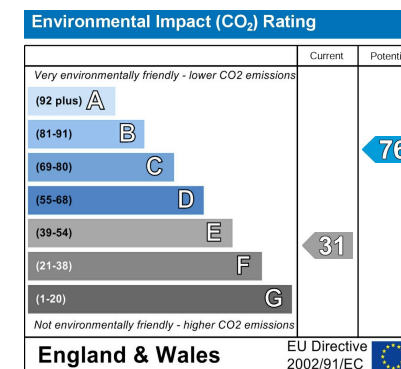 Environmental Impact (CO₂) Rating
Current Potenti
Very environmentally friendly - lower CO2 emissions
(92 plus) A
(81-91) B
(69-80) C
76
(55-68) D
(39-54) E
31
(21-38) F
(1-20) G
Not environmentally friendly - higher CO2 emissions
England & Wales
EU Directive
2002/91/EC